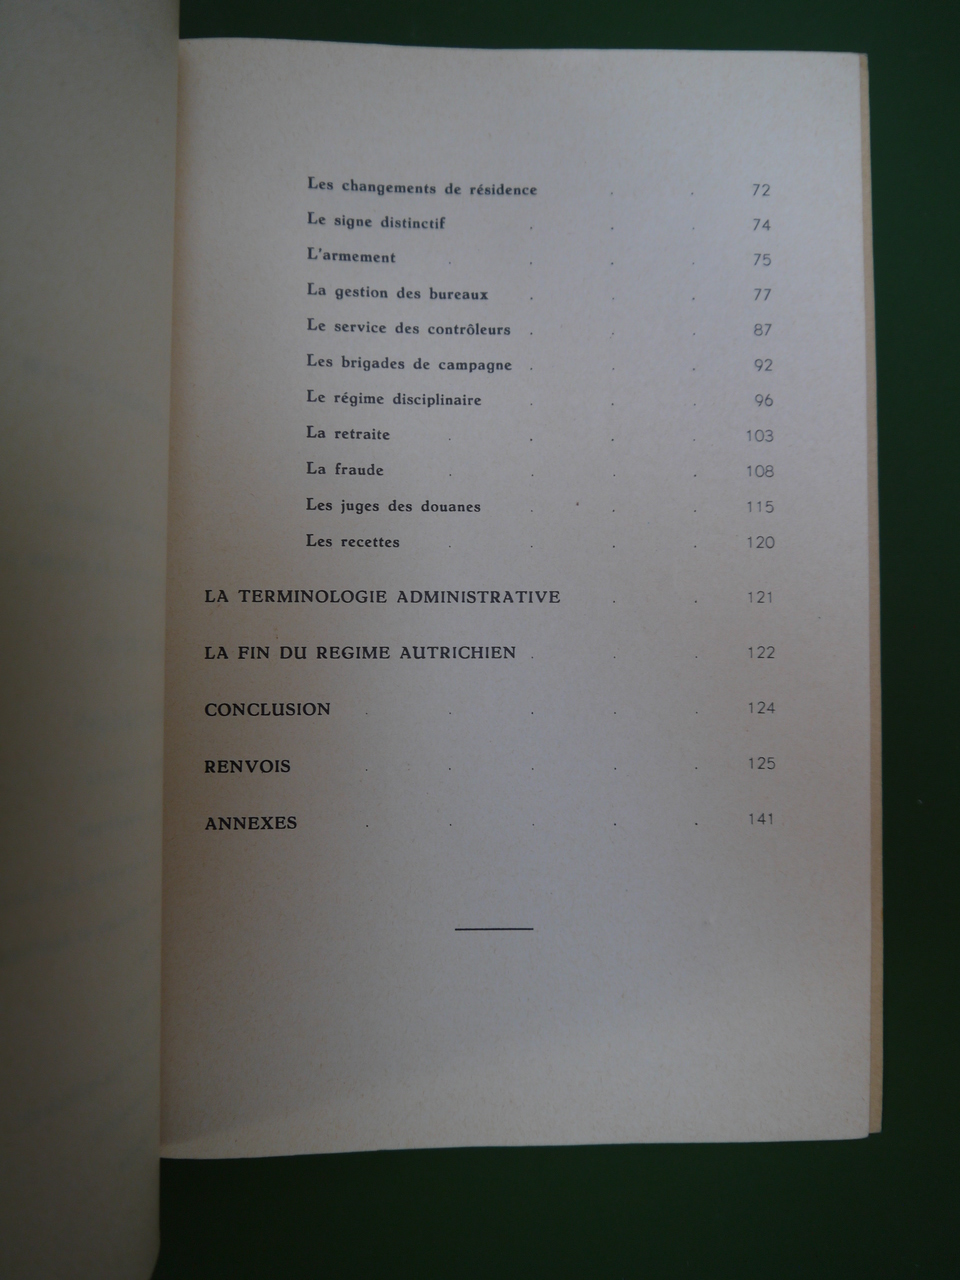 Les changements de résidence . . 72
Le signe distinctif . . . 74
L'armement . . . . 75
La gestion des bureaux . . . 77
Le service des contrôleurs . . . 87
Les brigades de campagne . . . 92
Le régime disciplinaire . . . 96
La retraite . . . . 103
La fraude . . . . 108
Les juges des douanes . . . 115
Les recettes . . . . 120
LA TERMINOLOGIE ADMINISTRATIVE . . 121
LA FIN DU REGIME AUTRICHIEN . . . 122
CONCLUSION . . . . . 124
RENVOIS . . . . . 125
ANNEXES . . . . . 141